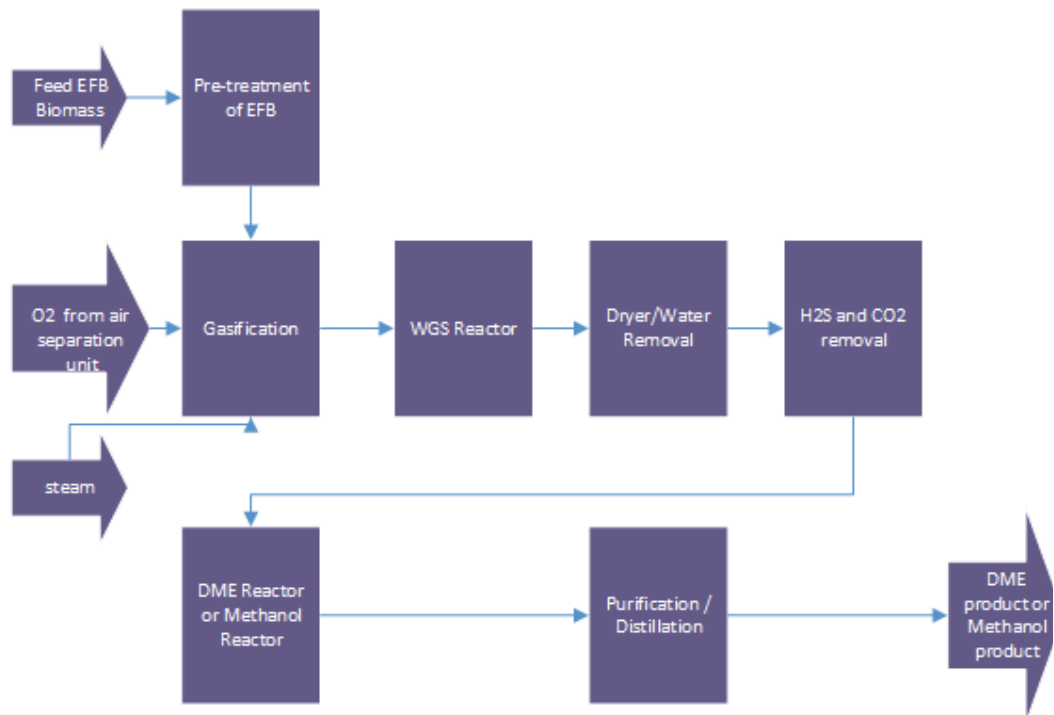 Feed EFB
Biomass
Pre-treatment
of EFB
O2 from air
separation
unit
Gasification
WGS Reactor
Dryer/Water
Removal
H2S and CO2
removal
steam
DME Reactor
or Methanol
Reactor
Purification /
Distillation
DME
product or
Methanol
product